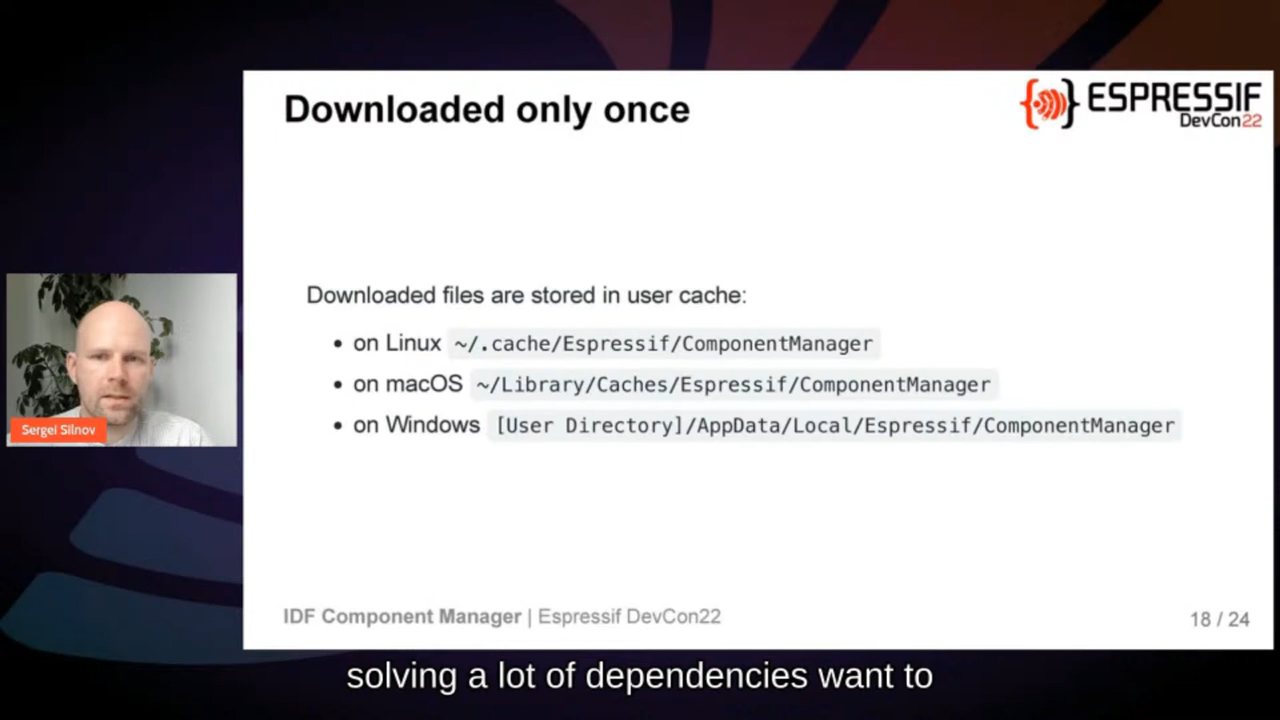 Downloaded only once
ESPRESSIF
DevCon22
Downloaded files are stored in user cache:
• on Linux ~/.cache/Espressif/ComponentManager
• on macOS ~/Library/Caches/Espressif/ComponentManager
• on Windows [User Directory]/AppData/Local/Espressif/ComponentManager
Sergei Silnov
IDF Component Manager | Espressif DevCon22
18 / 24
solving a lot of dependencies want to